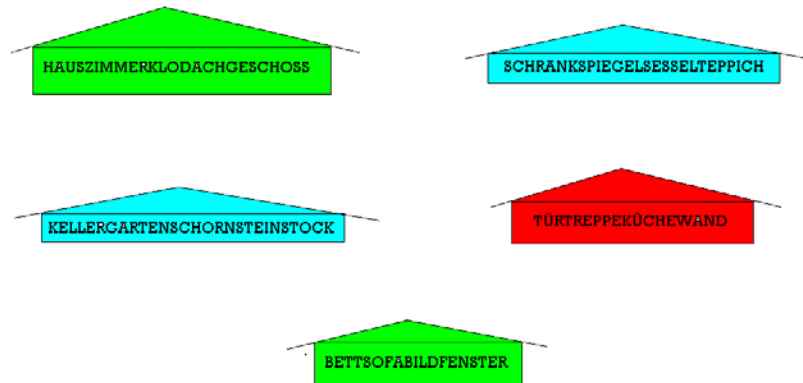 HAUSZIMMERKLODACHGESCHOSS
SCHRANKSPIEGELSESSELTEPPICH
KELLERGARTENSCHORNSTEINSTOCK
TÜRTREPPEKÜCHEWAND
BETTSOFABILDFENSTER